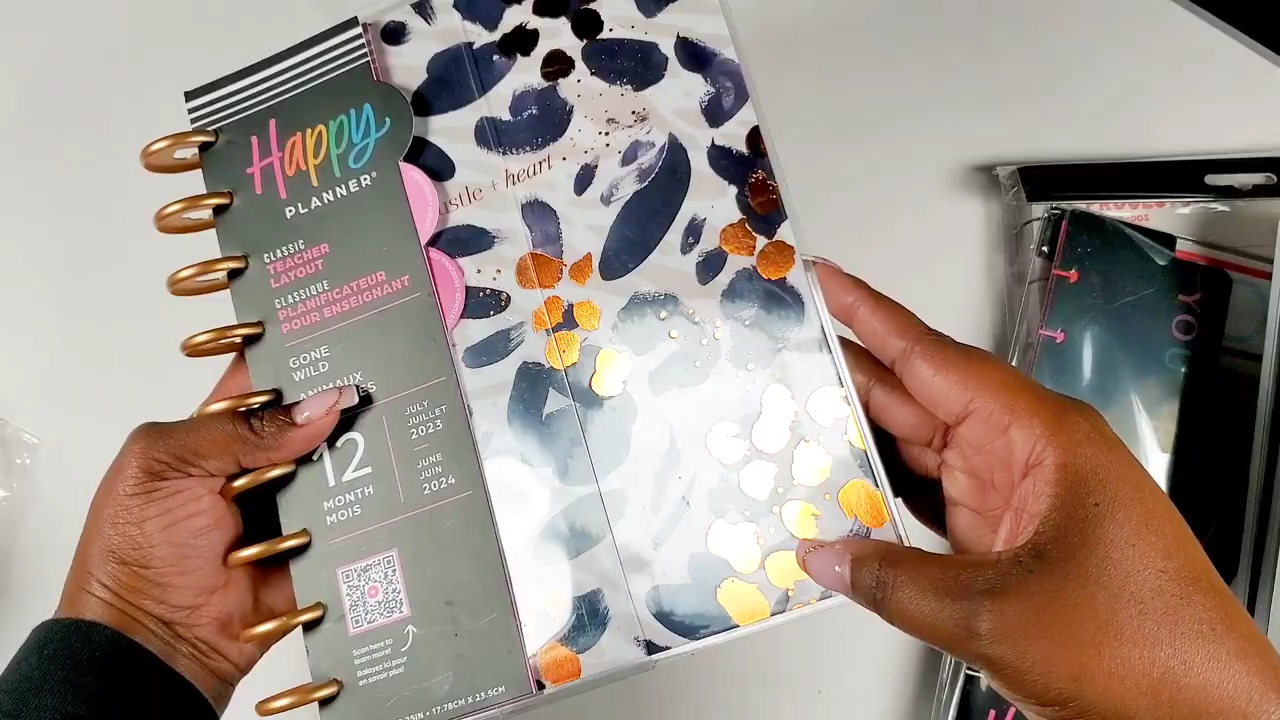 Happy
PLANNER®
CLASSIC
TEACHER
LAYOUT
CLASSIQUE
PLANIFICATEUR
POUR ENSEIGNANT
GONE
WILD
12
MONTH
MOIS
JULY
JUILLET
2023
JUNE
JUIN
2024
Scan here to
learn more!
Balayez ici pour
en savoir plus!
17.78CM X 23.5CM
+ heart
YOU